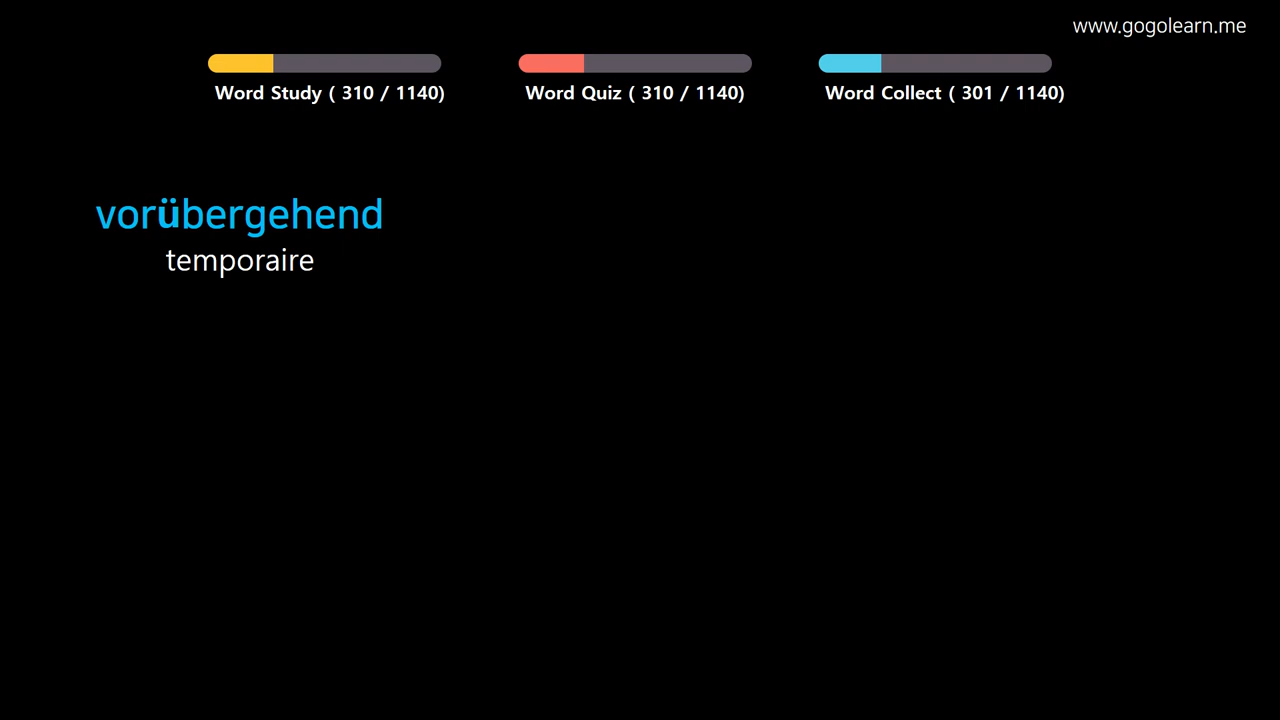 www.gogolearn.me
Word Study ( 310 / 1140)
Word Quiz ( 310 / 1140)
Word Collect ( 301 / 1140)
vorübergehend
temporaire